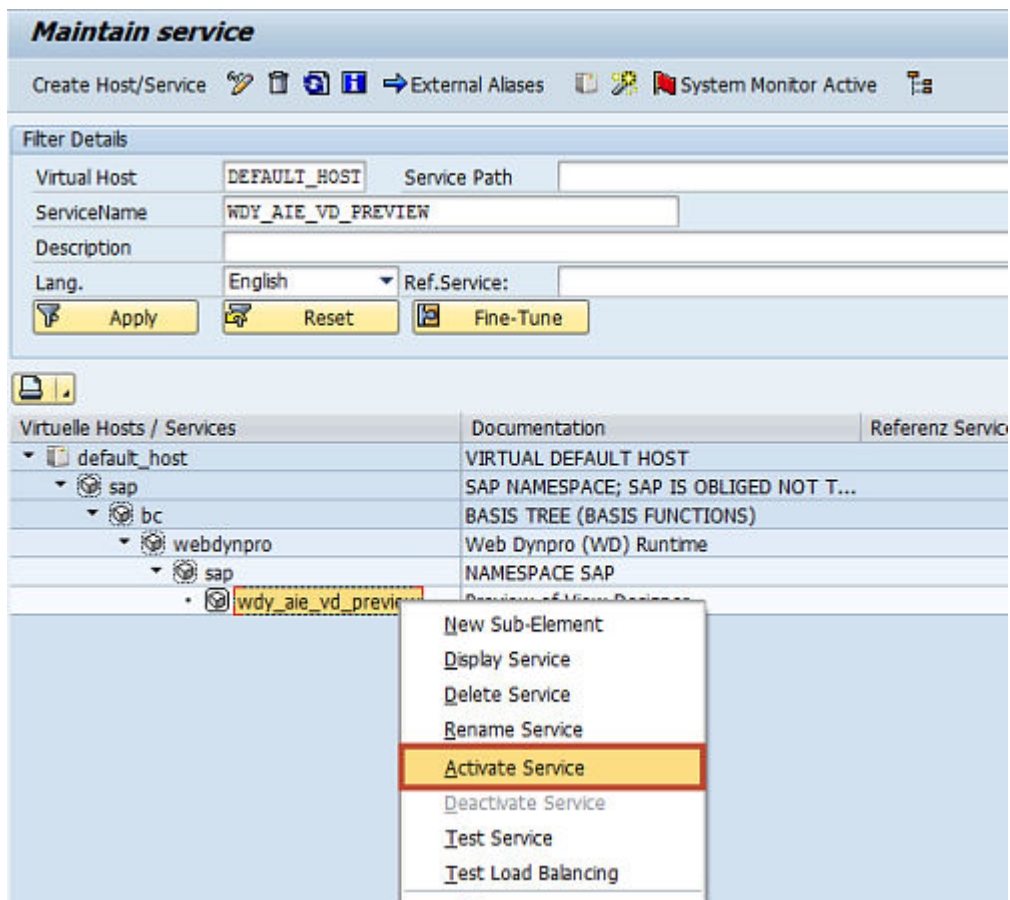 Maintain service
Create Host/Service External Aliases System Monitor Active
Filter Details
Virtual Host DEFAULT_HOST Service Path
ServiceName WDY_AIE_VD_PREVIEW
Description
Lang. English Ref.Service:
Apply Reset Fine-Tune
Virtuelle Hosts / Services Documentation Referenz Servic
default_host VIRTUAL DEFAULT HOST
sap SAP NAMESPACE; SAP IS OBLIGED NOT T...
bc BASIS TREE (BASIS FUNCTIONS)
webdynpro Web Dynpro (WD) Runtime
sap NAMESPACE SAP
wdy_aie_vd_preview Preview of View Designer
New Sub-Element
Display Service
Delete Service
Rename Service
Activate Service
Deactivate Service
Test Service
Test Load Balancing